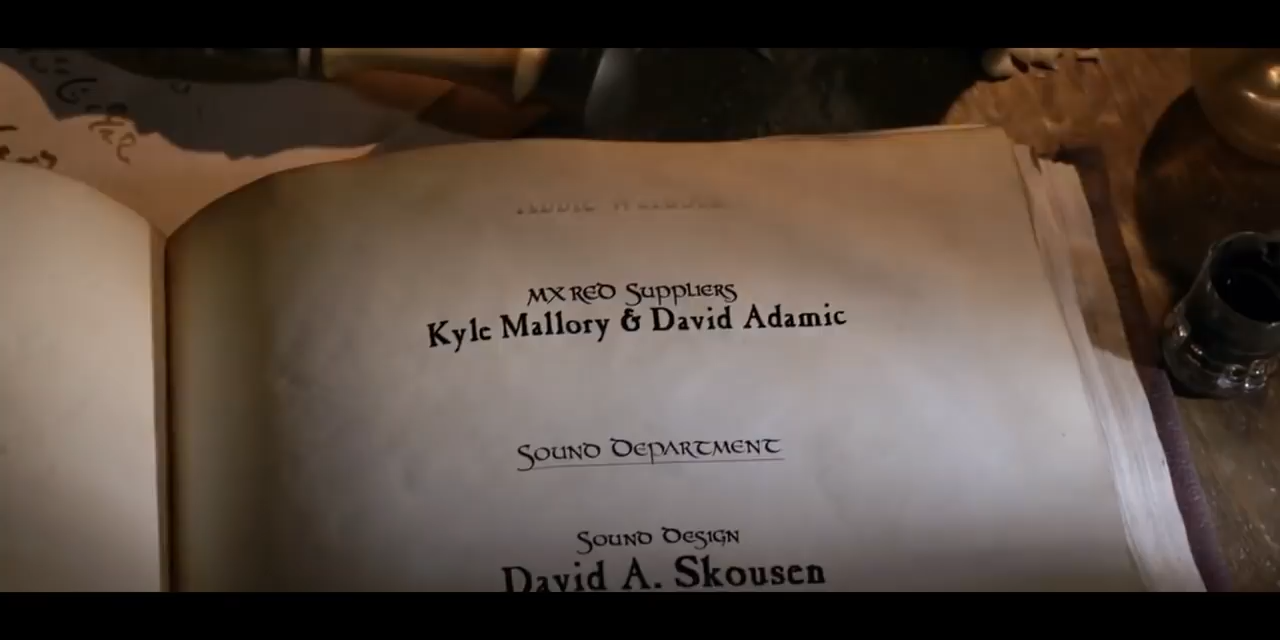 MX RED Suppliers
Kyle Mallory & David Adamic
Sound Department
Sound Design
David A. Skousen